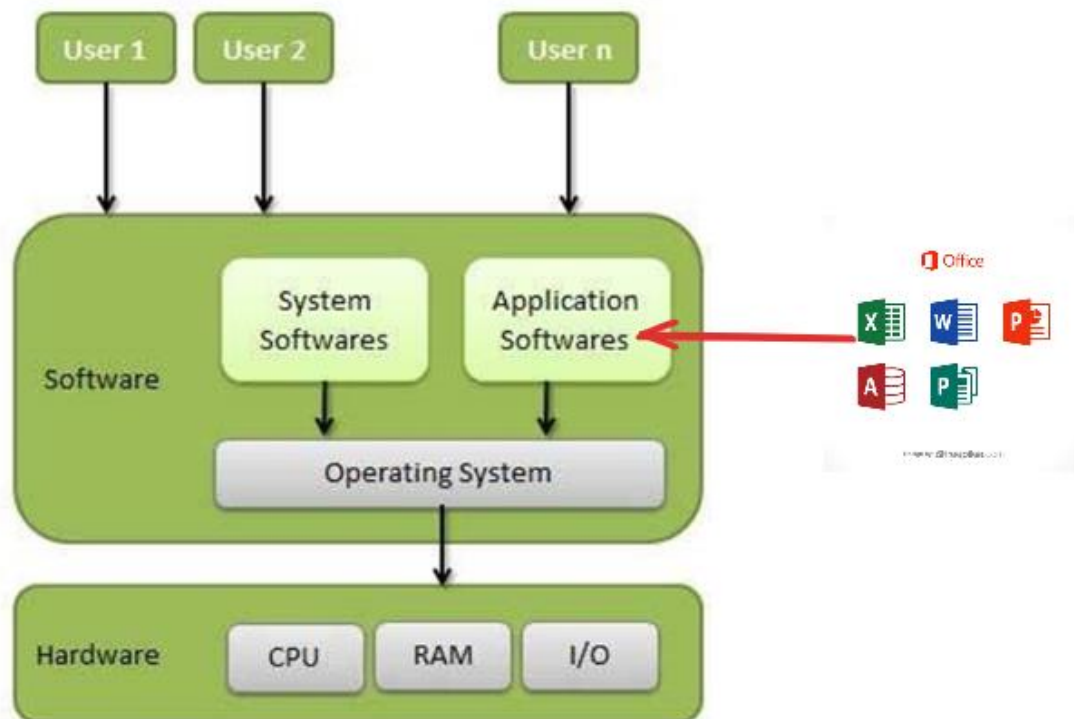 User 1
User 2
User n
System
Softwares
Application
Softwares
Software
Operating System
Hardware
CPU
RAM
I/O
Office
X
W
P
A
P